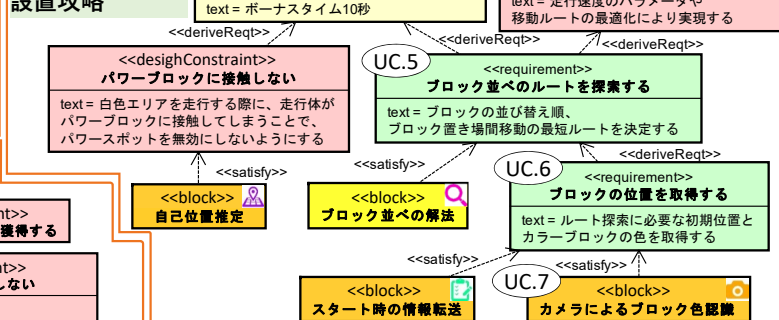 設置攻略
text = ボーナスタイム10秒
text = 走行速度のパラメータや
移動ルートの最適化により実現する
<<deriveReqt>>
<<deriveReqt>>
<<deriveReqt>>
<<desighConstraint>>
パワーブロックに接触しない
text = 白色エリアを走行する際に、走行体が
パワーブロックに接触してしまうことで、
パワースポットを無効にしないようにする
UC.5
<<requirement>>
ブロック並べのルートを探索する
text = ブロックの並び替え順、
ブロック置き場間移動の最短ルートを決定する
<<satisfy>>
<<satisfy>>
<<deriveReqt>>
<<block>>
自己位置推定
<<block>>
ブロック並べの解法
UC.6
<<requirement>>
ブロックの位置を取得する
text = ルート探索に必要な初期位置と
カラーブロックの色を取得する
nt>>
獲得する
nt>>
しない
<<satisfy>>
<<satisfy>>
<<block>>
スタート時の情報転送
UC.7
<<block>>
カメラによるブロック色認識